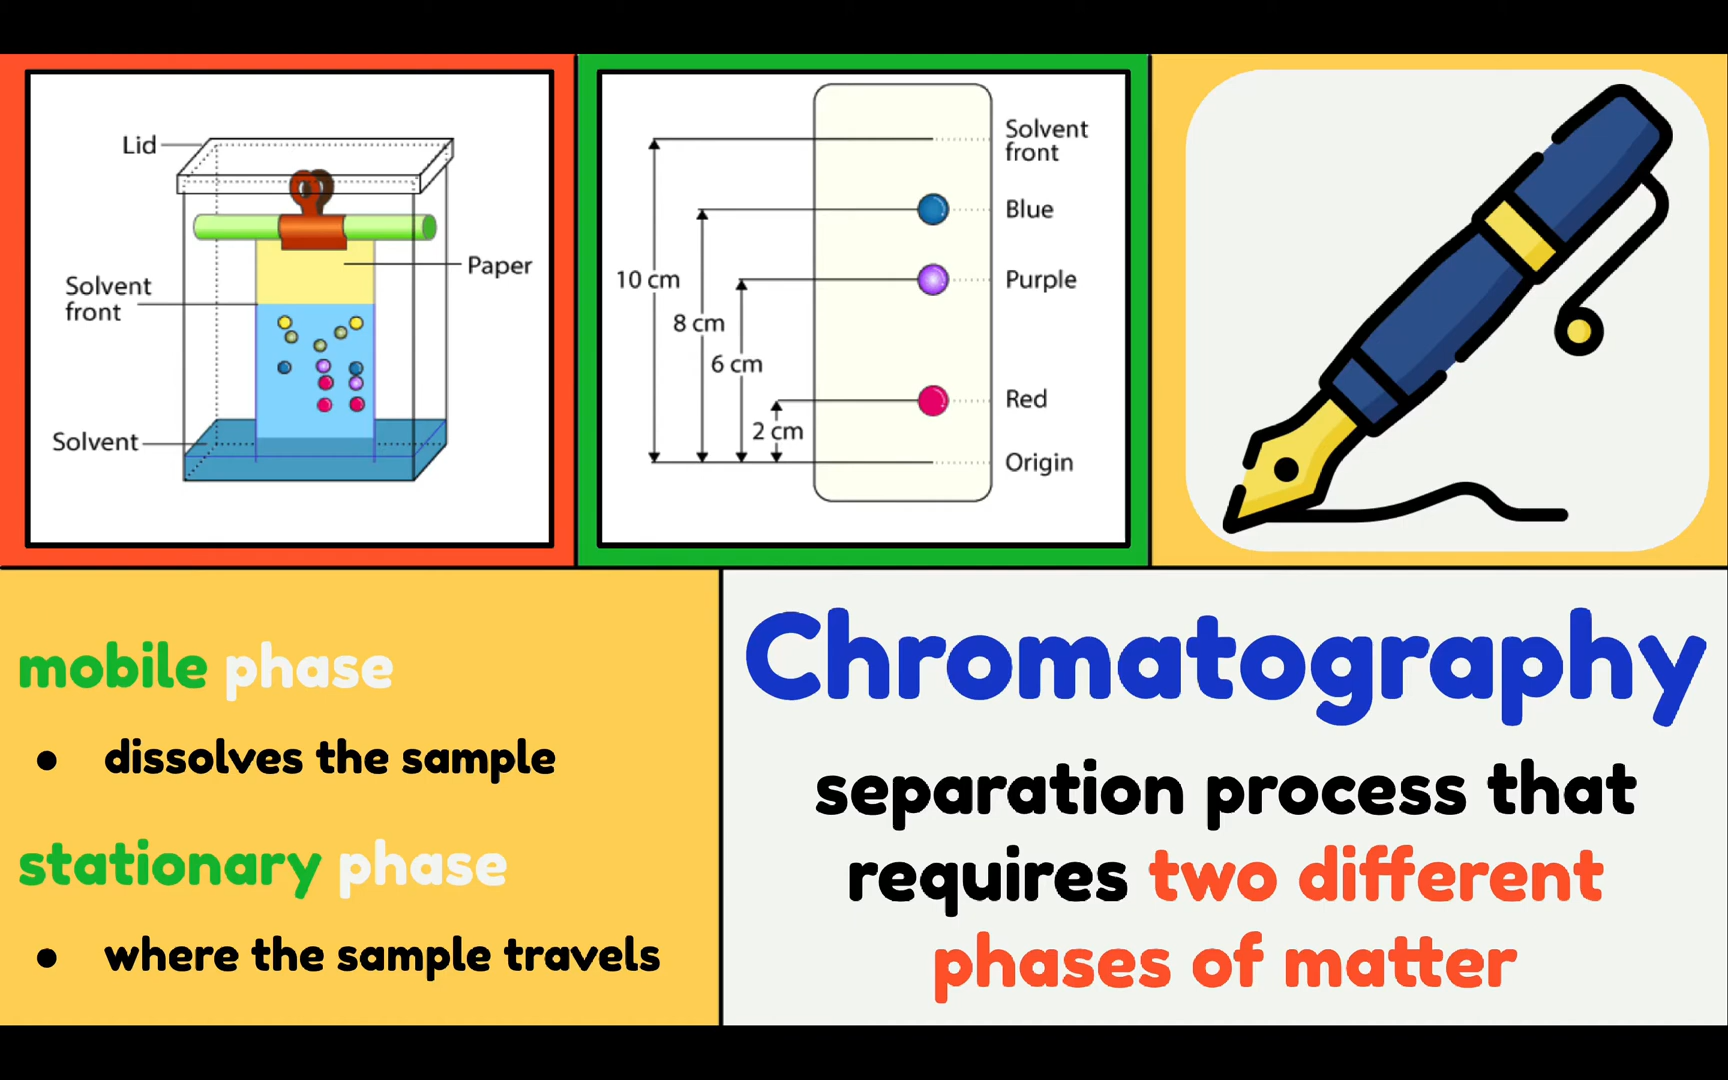 Lid
Paper
Solvent
front
Solvent
Solvent
front
Blue
Purple
10 cm
8 cm
6 cm
Red
2 cm
Origin
mobile phase
• dissolves the sample
stationary phase
• where the sample travels
Chromatography
separation process that
requires two different
phases of matter